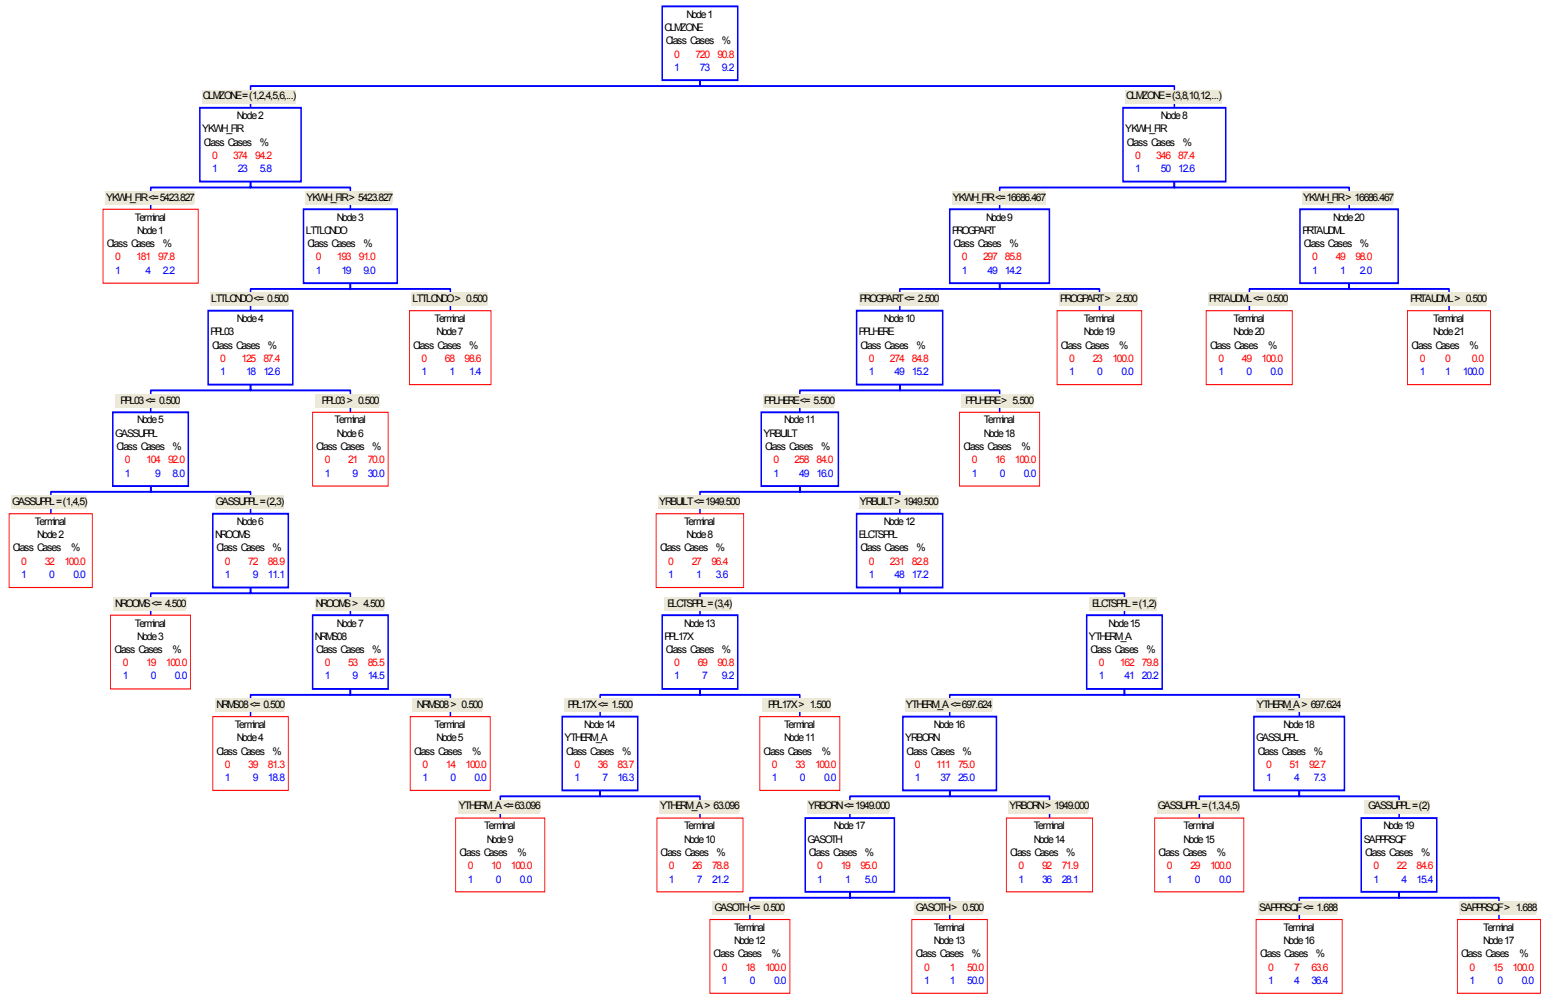 Node 1
CLMZONE
Class Cases %
0 720 90.8
1 73 9.2
CLMZONE = (1,2,4,5,6,...)
CLMZONE = (3,8,10,12,...)
Node 2
YKWH_FIR
Class Cases %
0 374 94.2
1 23 5.8
Node 8
YKWH_FIR
Class Cases %
0 346 87.4
1 50 12.6
YKWH_FIR <= 5423.827
YKWH_FIR > 5423.827
YKWH_FIR <= 16686.467
YKWH_FIR > 16686.467
Terminal
Node 1
Class Cases %
0 181 97.8
1 4 2.2
Node 3
LTTLONDO
Class Cases %
0 193 91.0
1 19 9.0
Node 9
PROGPART
Class Cases %
0 297 85.8
1 49 14.2
Node 20
PRTAUDML
Class Cases %
0 49 98.0
1 1 2.0
LTTLONDO <= 0.500
LTTLONDO > 0.500
PROGPART <= 2.500
PROGPART > 2.500
PRTAUDML <= 0.500
PRTAUDML > 0.500
Node 4
PPL03
Class Cases %
0 125 87.4
1 18 12.6
Terminal
Node 7
Class Cases %
0 68 98.6
1 1 1.4
Node 10
PPLHERE
Class Cases %
0 274 84.8
1 49 15.2
Terminal
Node 19
Class Cases %
0 23 100.0
1 0 0.0
Terminal
Node 20
Class Cases %
0 49 100.0
1 0 0.0
Terminal
Node 21
Class Cases %
0 0 0.0
1 1 100.0
PPL03 <= 0.500
PPL03 > 0.500
PPLHERE <= 5.500
PPLHERE > 5.500
Node 5
GASSUPPL
Class Cases %
0 104 92.0
1 9 8.0
Terminal
Node 6
Class Cases %
0 21 70.0
1 9 30.0
Node 11
YRBUILT
Class Cases %
0 258 84.0
1 49 16.0
Terminal
Node 18
Class Cases %
0 16 100.0
1 0 0.0
GASSUPPL = (1,4,5)
GASSUPPL = (2,3)
YRBUILT <= 1949.500
YRBUILT > 1949.500
Terminal
Node 2
Class Cases %
0 32 100.0
1 0 0.0
Node 6
NROOMS
Class Cases %
0 72 88.9
1 9 11.1
Terminal
Node 8
Class Cases %
0 27 96.4
1 1 3.6
Node 12
ELCTSPPL
Class Cases %
0 231 82.8
1 48 17.2
NROOMS <= 4.500
NROOMS > 4.500
ELCTSPPL = (3,4)
ELCTSPPL = (1,2)
Terminal
Node 3
Class Cases %
0 19 100.0
1 0 0.0
Node 7
NRMS08
Class Cases %
0 53 85.5
1 9 14.5
Node 13
PPL17X
Class Cases %
0 69 90.8
1 7 9.2
Node 15
YTHERM_A
Class Cases %
0 162 79.8
1 41 20.2
NRMS08 <= 0.500
NRMS08 > 0.500
PPL17X <= 1.500
PPL17X > 1.500
YTHERM_A <= 697.624
YTHERM_A > 697.624
Terminal
Node 4
Class Cases %
0 39 81.3
1 9 18.8
Terminal
Node 5
Class Cases %
0 14 100.0
1 0 0.0
Node 14
YTHERM_A
Class Cases %
0 36 83.7
1 7 16.3
Terminal
Node 11
Class Cases %
0 33 100.0
1 0 0.0
Node 16
YRBORN
Class Cases %
0 111 75.0
1 37 25.0
Node 18
GASSUPPL
Class Cases %
0 51 92.7
1 4 7.3
YTHERM_A <= 63.096
YTHERM_A > 63.096
YRBORN <= 1949.000
YRBORN > 1949.000
GASSUPPL = (1,3,4,5)
GASSUPPL = (2)
Terminal
Node 9
Class Cases %
0 10 100.0
1 0 0.0
Terminal
Node 10
Class Cases %
0 26 78.8
1 7 21.2
Node 17
GASOTH
Class Cases %
0 19 95.0
1 1 5.0
Terminal
Node 14
Class Cases %
0 92 71.9
1 36 28.1
Terminal
Node 15
Class Cases %
0 29 100.0
1 0 0.0
Node 19
SAPPRSQF
Class Cases %
0 22 84.6
1 4 15.4
GASOTH <= 0.500
GASOTH > 0.500
SAPPRSQF <= 1.688
SAPPRSQF > 1.688
Terminal
Node 12
Class Cases %
0 18 100.0
1 0 0.0
Terminal
Node 13
Class Cases %
0 1 50.0
1 1 50.0
Terminal
Node 16
Class Cases %
0 7 63.6
1 4 36.4
Terminal
Node 17
Class Cases %
0 15 100.0
1 0 0.0